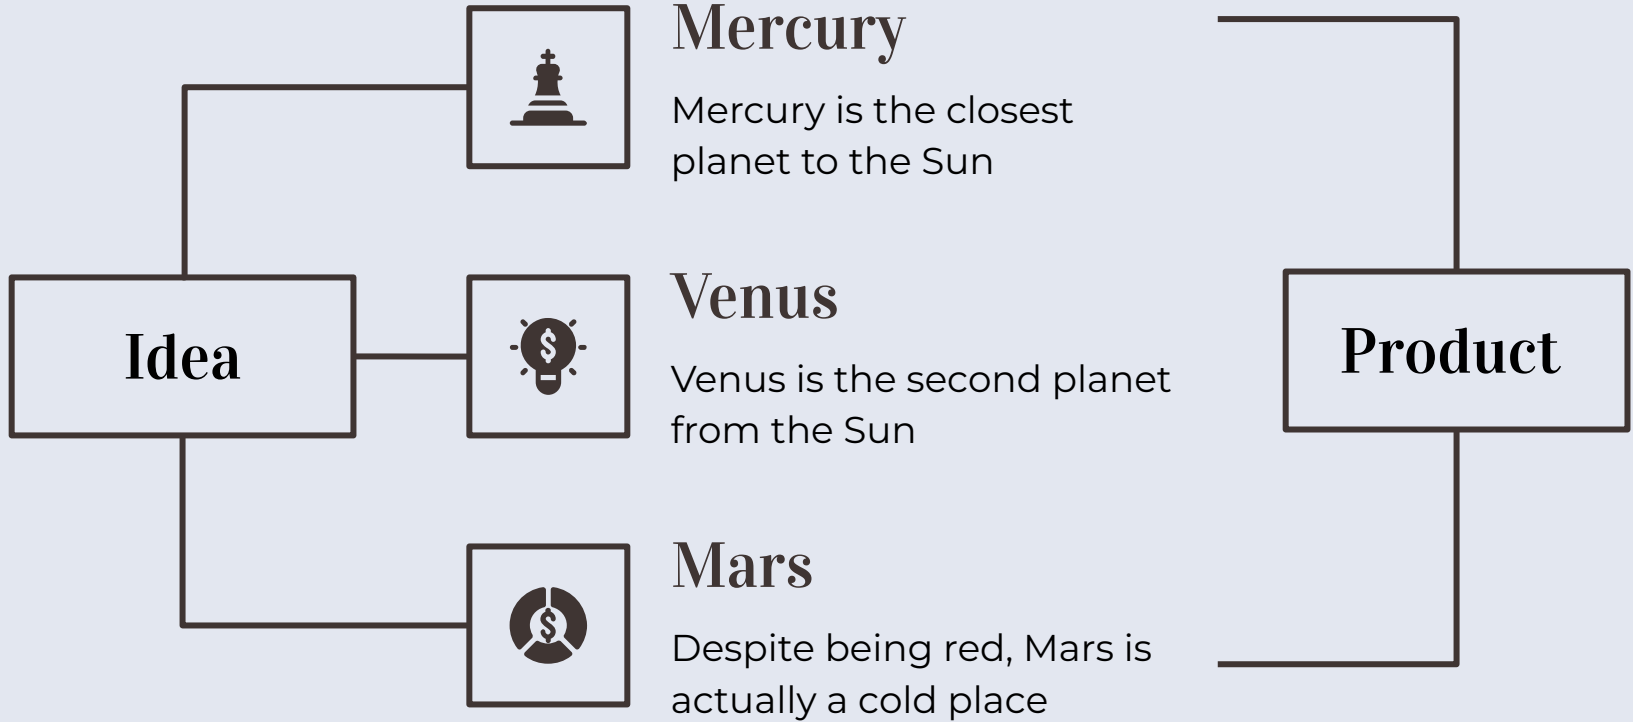 Mercury
Mercury is the closest
planet to the Sun
Idea
Venus
Venus is the second planet
from the Sun
Product
Mars
Despite being red, Mars is
actually a cold place